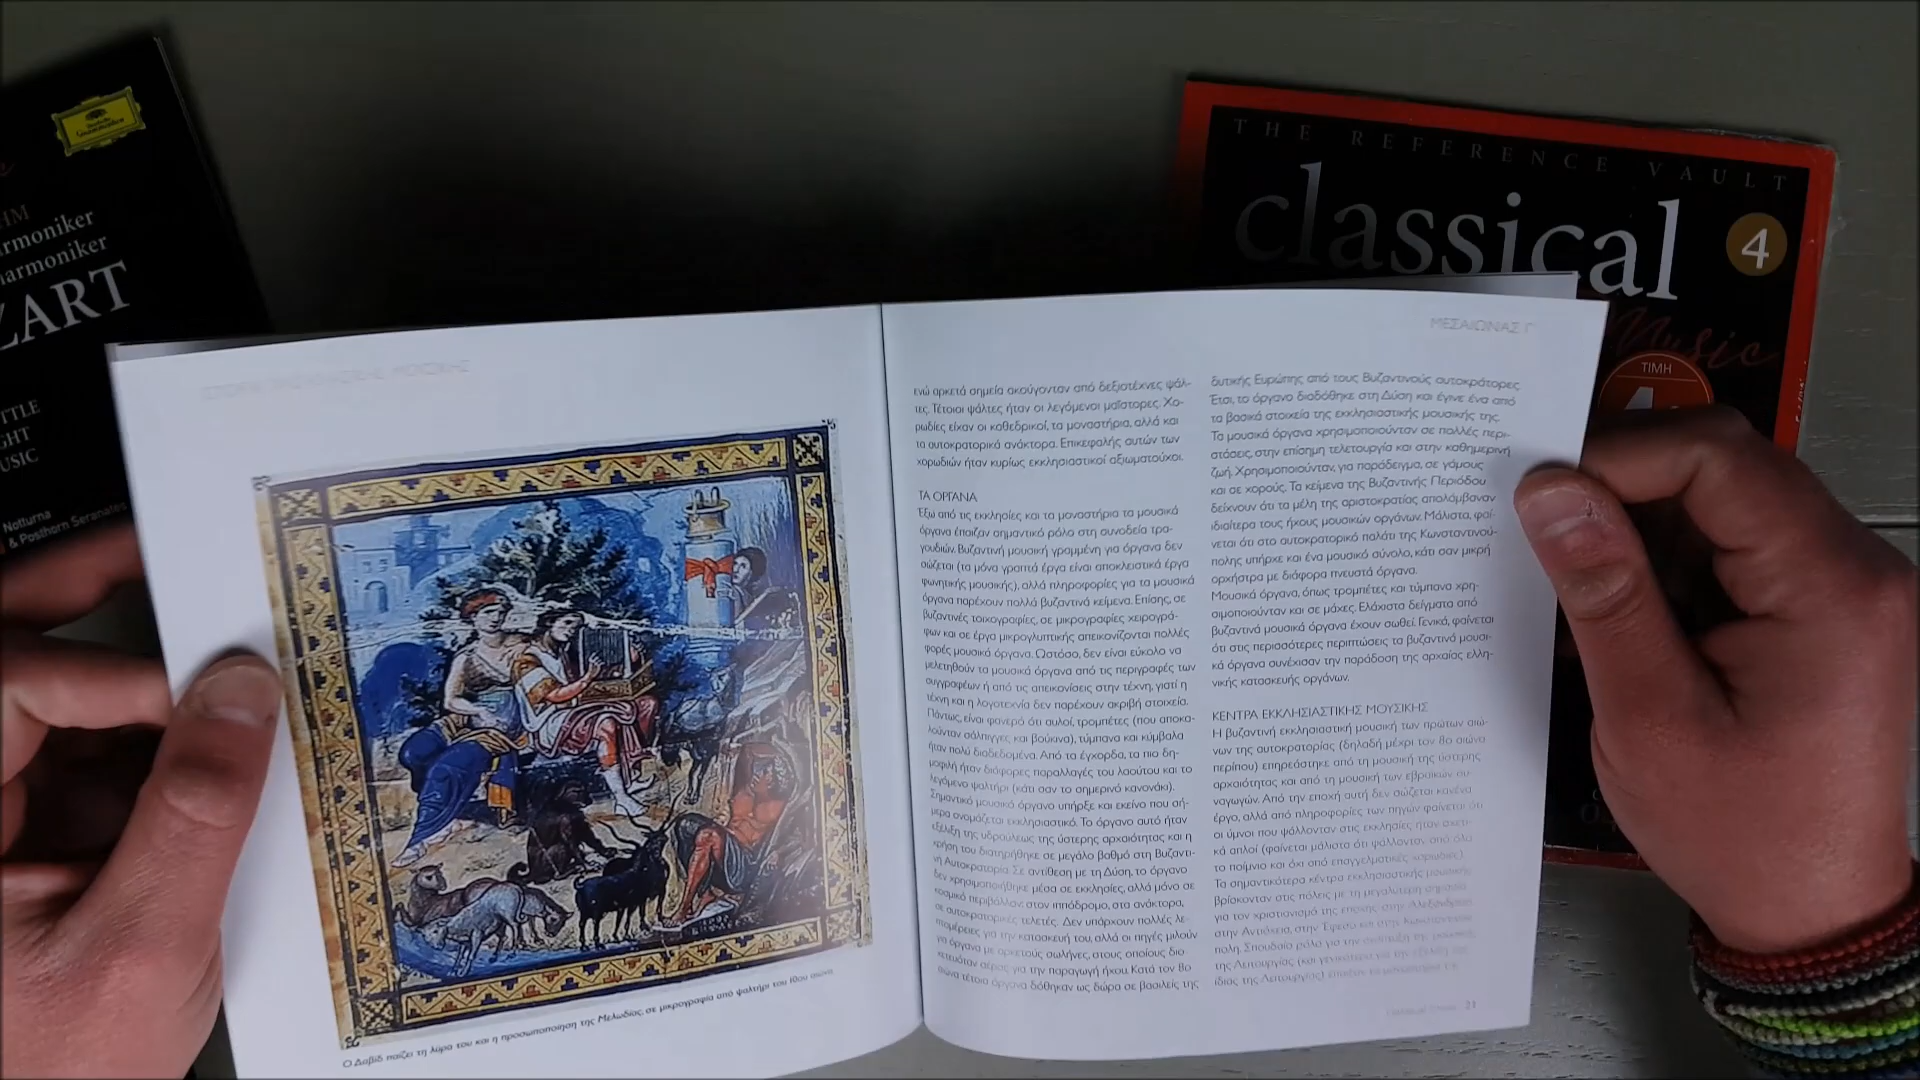 Deutsche
Grammophon
armoniker
armoniker
ZART
TTLE
GHT
USIC
Notturna
& Posthorn Serenates
THE REFERENCE VAULT
classical
4
Music
ΤΙΜΗ
ΙΣΤΟΡΙΑ ΤΗΣ ΚΛΑΣΙΚΗΣ ΜΟΥΣΙΚΗΣ
Ο Δαβίδ παίζει τη λύρα του και η προσωποποίηση της Μελωδίας, σε μικρογραφία από ψαλτήρι του 10ου αιώνα
ΜΕΣΑΙΩΝΑΣ Γ'
ενώ αρκετά σημεία ακούγονταν από δεξιοτέχνες ψάλ-
τες. Τέτοιοι ψάλτες ήταν οι λεγόμενοι μαΐστορες. Χο-
ρωδίες είχαν οι καθεδρικοί, τα μοναστήρια, αλλά και
τα αυτοκρατορικά ανάκτορα. Επικεφαλής αυτών των
χορωδιών ήταν κυρίως εκκλησιαστικοί αξιωματούχοι.
ΤΑ ΟΡΓΑΝΑ
Έξω από τις εκκλησίες και τα μοναστήρια τα μουσικά
όργανα έπαιζαν σημαντικό ρόλο στη συνοδεία τρα-
γουδιών. Βυζαντινή μουσική γραμμένη για όργανα δεν
σώζεται (τα μόνα γραπτά έργα είναι αποκλειστικά έργα
φωνητικής μουσικής), αλλά πληροφορίες για τα μουσικά
όργανα παρέχουν πολλά βυζαντινά κείμενα. Επίσης, σε
βυζαντινές τοιχογραφίες, σε μικρογραφίες χειρογρά-
φων και σε έργα μικρογλυπτικής απεικονίζονται πολλές
φορές μουσικά όργανα. Ωστόσο, δεν είναι εύκολο να
μελετηθούν τα μουσικά όργανα από τις περιγραφές των
συγγραφέων ή από τις απεικονίσεις στην τέχνη, γιατί η
τέχνη και η λογοτεχνία δεν παρέχουν ακριβή στοιχεία.
Πάντως, είναι φανερό ότι αυλοί, τρομπέτες (που αποκα-
λούνταν σάλπιγγες και βούκινα), τύμπανα και κύμβαλα
ήταν πολύ διαδεδομένα. Από τα έγχορδα, τα πιο δη-
μοφιλή ήταν διάφορες παραλλαγές του λαούτου και το
λεγόμενο ψαλτήρι (κάτι σαν το σημερινό κανονάκι).
Σημαντικό μουσικό όργανο υπήρξε και εκείνο που σή-
μερα ονομάζεται εκκλησιαστικό. Το όργανο αυτό ήταν
εξέλιξη της υδραύλεως της ύστερης αρχαιότητας και η
χρήση του διατηρήθηκε σε μεγάλο βαθμό στη Βυζαντι-
νή Αυτοκρατορία. Σε αντίθεση με τη Δύση, το όργανο
δεν χρησιμοποιήθηκε μέσα σε εκκλησίες, αλλά μόνο σε
κοσμικό περιβάλλον: στον ιππόδρομο, στα ανάκτορα,
σε αυτοκρατορικές τελετές. Δεν υπάρχουν πολλές λε-
πτομέρειες για την κατασκευή του, αλλά οι πηγές μιλούν
για όργανα με αρκετούς σωλήνες, στους οποίους διο-
χετευόταν αέρας για την παραγωγή ήχου. Κατά τον 8ο
αιώνα τέτοια όργανα δόθηκαν ως δώρα σε βασιλείς της
δυτικής Ευρώπης από τους Βυζαντινούς αυτοκράτορες.
Έτσι, το όργανο διαδόθηκε στη Δύση και έγινε ένα από
τα βασικά στοιχεία της εκκλησιαστικής μουσικής της.
Τα μουσικά όργανα χρησιμοποιούνταν σε πολλές περι-
στάσεις, στην επίσημη τελετουργία και στην καθημερινή
ζωή. Χρησιμοποιούνταν, για παράδειγμα, σε γάμους
και σε χορούς. Τα κείμενα της Βυζαντινής Περιόδου
δείχνουν ότι τα μέλη της αριστοκρατίας απολάμβαναν
ιδιαίτερα τους ήχους μουσικών οργάνων. Μάλιστα, φαί-
νεται ότι στο αυτοκρατορικό παλάτι της Κωνσταντινού-
πολης υπήρχε και ένα μουσικό σύνολο, κάτι σαν μικρή
ορχήστρα με διάφορα πνευστά όργανα.
Μουσικά όργανα, όπως τρομπέτες και τύμπανα χρη-
σιμοποιούνταν και σε μάχες. Ελάχιστα δείγματα από
βυζαντινά μουσικά όργανα έχουν σωθεί. Γενικά, φαίνεται
ότι στις περισσότερες περιπτώσεις τα βυζαντινά μουσι-
κά όργανα συνέχισαν την παράδοση της αρχαίας ελλη-
νικής κατασκευής οργάνων.
ΚΕΝΤΡΑ ΕΚΚΛΗΣΙΑΣΤΙΚΗΣ ΜΟΥΣΙΚΗΣ
Η βυζαντινή εκκλησιαστική μουσική των πρώτων αιώ-
νων της αυτοκρατορίας (δηλαδή μέχρι τον 8ο αιώνα
περίπου) επηρεάστηκε από τη μουσική της ύστερης
αρχαιότητας και από τη μουσική των εβραϊκών συ-
ναγωγών. Από την εποχή αυτή δεν σώζεται κανένα
έργο, αλλά από πληροφορίες των πηγών φαίνεται ότι
οι ύμνοι που ψάλλονταν στις εκκλησίες ήταν σχετι-
κά απλοί (φαίνεται μάλιστα ότι ψάλλονταν από όλο
το ποίμνιο και όχι από επαγγελματικές χορωδίες).
Τα σημαντικότερα κέντρα εκκλησιαστικής μουσικής
βρίσκονταν στις πόλεις με τη μεγαλύτερη σημασία
για τον χριστιανισμό της εποχής: στην Αλεξάνδρεια,
στην Αντιόχεια, στην Έφεσο και στην Κωνσταντινού-
πολη. Σπουδαίο ρόλο για την ανάπτυξη της μουσικής
της Λειτουργίας (και γενικότερα για την εξέλιξη της
ίδιας της Λειτουργίας) έπαιξαν τα μοναστήρια